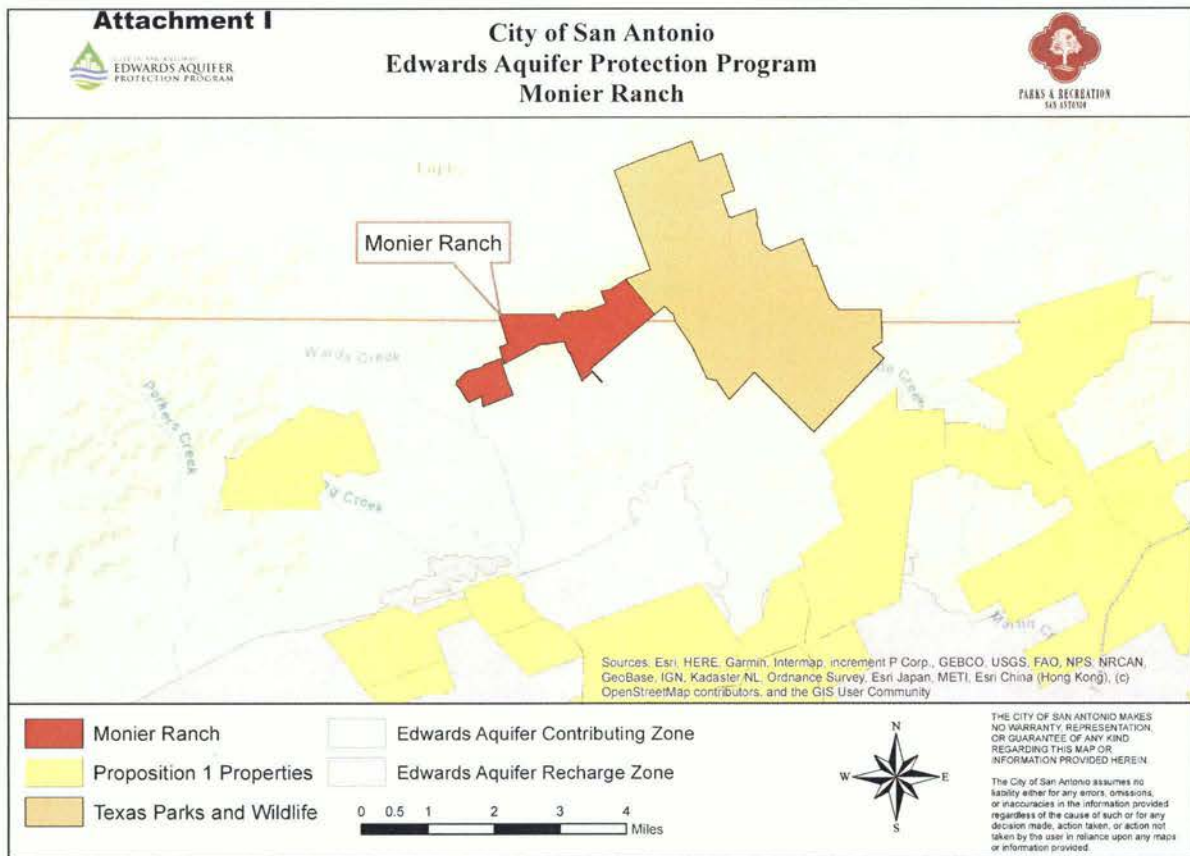 Attachment I
CITY OF SAN ANTONIO
EDWARDS AQUIFER
PROTECTION PROGRAM
City of San Antonio
Edwards Aquifer Protection Program
Monier Ranch
PARKS & RECREATION
SAN ANTONIO
Monier Ranch
Creek
Parkers Creek
Creek
Creek
Sources: Esri, HERE, Garmin, Intermap, increment P Corp., GEBCO, USGS, FAO, NPS, NRCAN,
GeoBase, IGN, Kadaster NL, Ordnance Survey, Esri Japan, METI, Esri China (Hong Kong), (c)
OpenStreetMap contributors, and the GIS User Community
Monier Ranch
Proposition 1 Properties
Texas Parks and Wildlife
Edwards Aquifer Contributing Zone
Edwards Aquifer Recharge Zone
0 0.5 1 2 3 4
Miles
N
W E
S
THE CITY OF SAN ANTONIO MAKES
NO WARRANTY, REPRESENTATION,
OR GUARANTEE OF ANY KIND
REGARDING THIS MAP OR
INFORMATION PROVIDED HEREIN.
The City of San Antonio assumes no
liability either for any errors, omissions,
or inaccuracies in the information provided
regardless of the cause of such or for any
decision made, action taken, or action not
taken by the user in reliance upon any maps
or information provided.